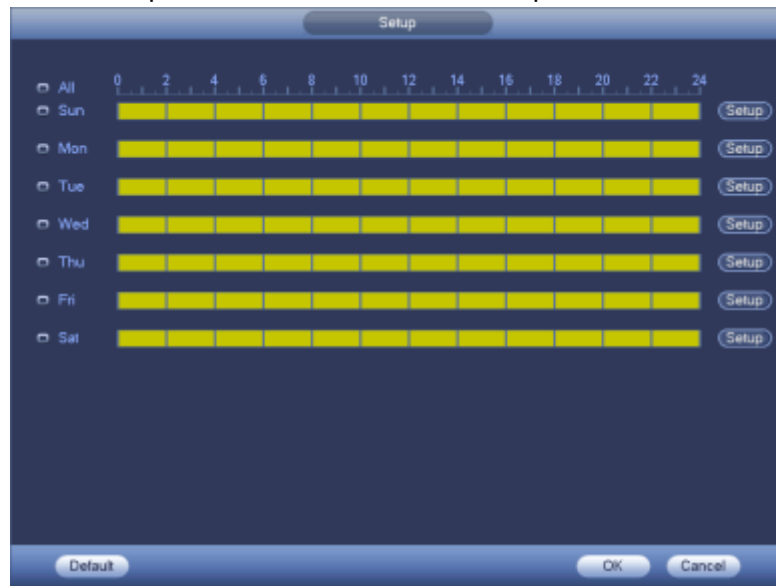 Setup
All 0 2 4 6 8 10 12 14 16 18 20 22 24
Sun Setup
Mon Setup
Tue Setup
Wed Setup
Thu Setup
Fri Setup
Sat Setup
Default OK Cancel